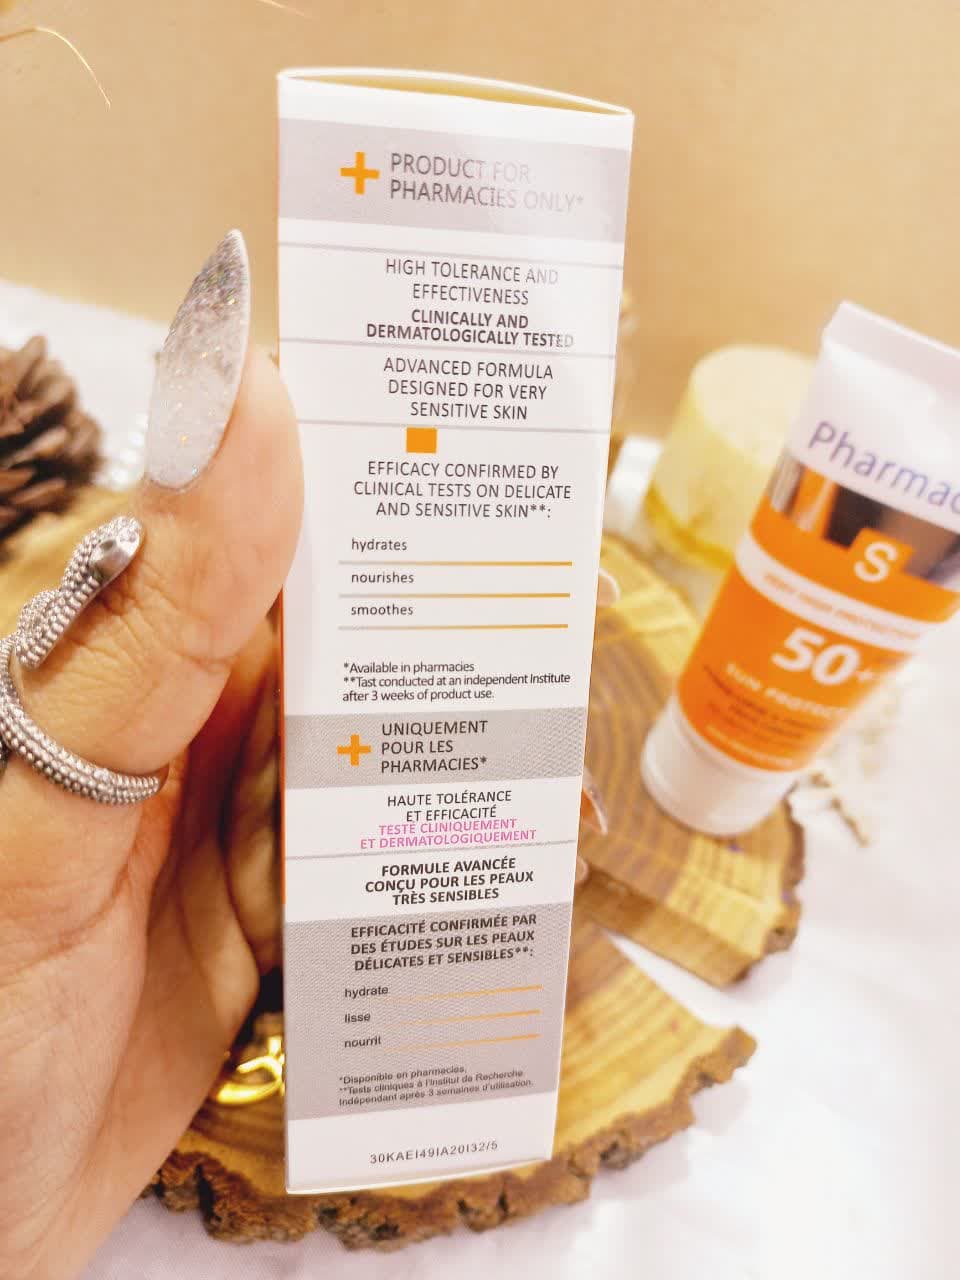 PRODUCT FOR
PHARMACIES ONLY*
HIGH TOLERANCE AND
EFFECTIVENESS
CLINICALLY AND
DERMATOLOGICALLY TESTED
ADVANCED FORMULA
DESIGNED FOR VERY
SENSITIVE SKIN
EFFICACY CONFIRMED BY
CLINICAL TESTS ON DELICATE
AND SENSITIVE SKIN**:
hydrates
nourishes
smoothes
*Available in pharmacies
**Tast conducted at an independent Institute
after 3 weeks of product use.
UNIQUEMENT
POUR LES
PHARMACIES*
HAUTE TOLÉRANCE
ET EFFICACITÉ
TESTE CLINIQUEMENT
ET DERMATOLOGIQUEMENT
FORMULE AVANCÉE
CONÇU POUR LES PEAUX
TRÈS SENSIBLES
EFFICACITÉ CONFIRMÉE PAR
DES ÉTUDES SUR LES PEAUX
DÉLICATES ET SENSIBLES**:
hydrate
lisse
nourrit
*Disponible en pharmacies,
**Tests cliniques à l'Institut de Recherche
Indépendant après 3 semaines d'utilisation.
30KAEI49IA20I32/5
Pharmac
S
VERY HIGH PROTECTION
50+
SUN PROTECT